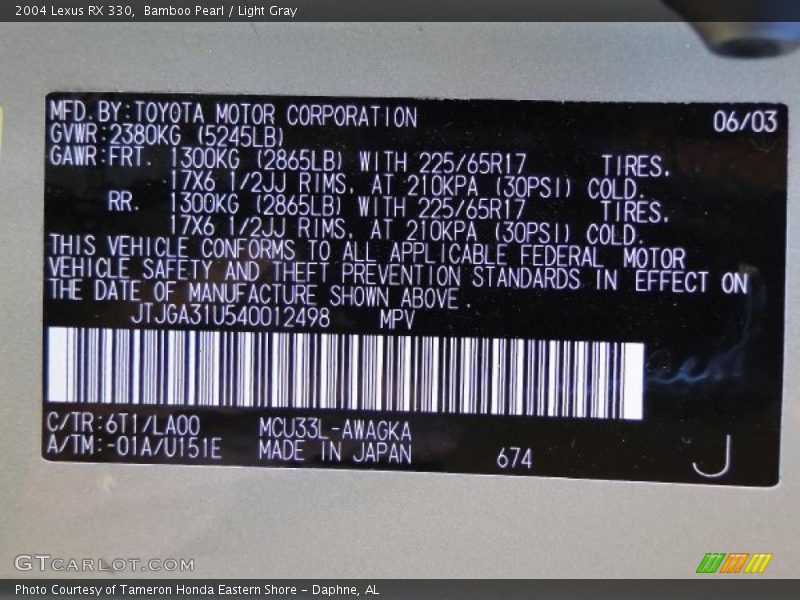 2004 Lexus RX 330, Bamboo Pearl / Light Gray
MFD.BY:TOYOTA MOTOR CORPORATION 06/03
GVWR:2380KG (5245LB)
GAWR:FRT. 1300KG (2865LB) WITH 225/65R17 TIRES.
17X6 1/2JJ RIMS. AT 210KPA (30PSI) COLD.
RR. 1300KG (2865LB) WITH 225/65R17 TIRES.
17X6 1/2JJ RIMS. AT 210KPA (30PSI) COLD.
THIS VEHICLE CONFORMS TO ALL APPLICABLE FEDERAL MOTOR
VEHICLE SAFETY AND THEFT PREVENTION STANDARDS IN EFFECT ON
THE DATE OF MANUFACTURE SHOWN ABOVE.
JTJGA31U540012498 MPV
C/TR:6T1/LA00 MCU33L-AWAGKA
A/TM:-01A/U151E MADE IN JAPAN 674 J
GTCARLOT.COM
Photo Courtesy of Tameron Honda Eastern Shore - Daphne, AL